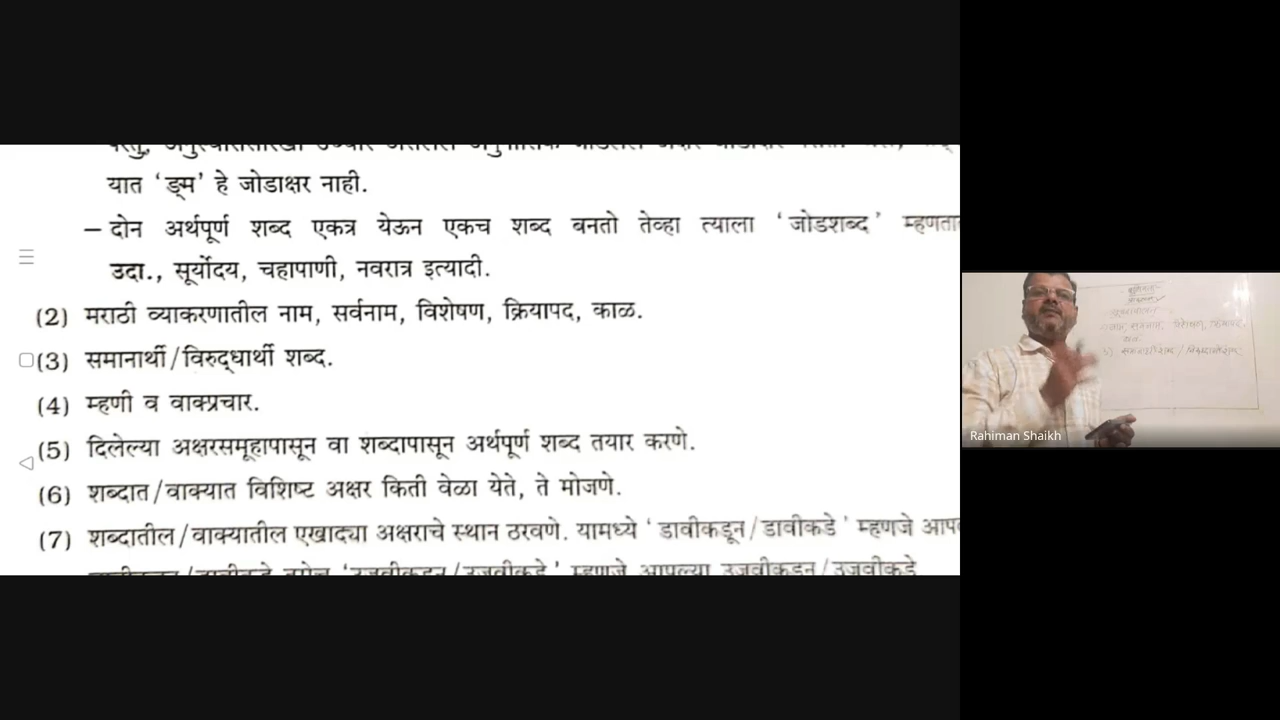 यात ‘ङ्म’ हे जोडाक्षर नाही.
– दोन अर्थपूर्ण शब्द एकत्र येऊन एकच शब्द बनतो तेव्हा त्याला ‘जोडशब्द’
उदा., सूर्योदय, चहापाणी, नवरात्र इत्यादी.
(2) मराठी व्याकरणातील नाम, सर्वनाम, विशेषण, क्रियापद, काळ.
(3) समानार्थी/विरुद्धार्थी शब्द.
(4) म्हणी व वाक्प्रचार.
(5) दिलेल्या अक्षरसमूहापासून वा शब्दापासून अर्थपूर्ण शब्द तयार करणे.
(6) शब्दात/वाक्यात विशिष्ट अक्षर किती वेळा येते, ते मोजणे.
(7) शब्दातील/वाक्यातील एखाद्या अक्षराचे स्थान ठरवणे. यामध्ये ‘डावीकडून/डावीकडे’ म्हणजे
Rahiman Shaikh